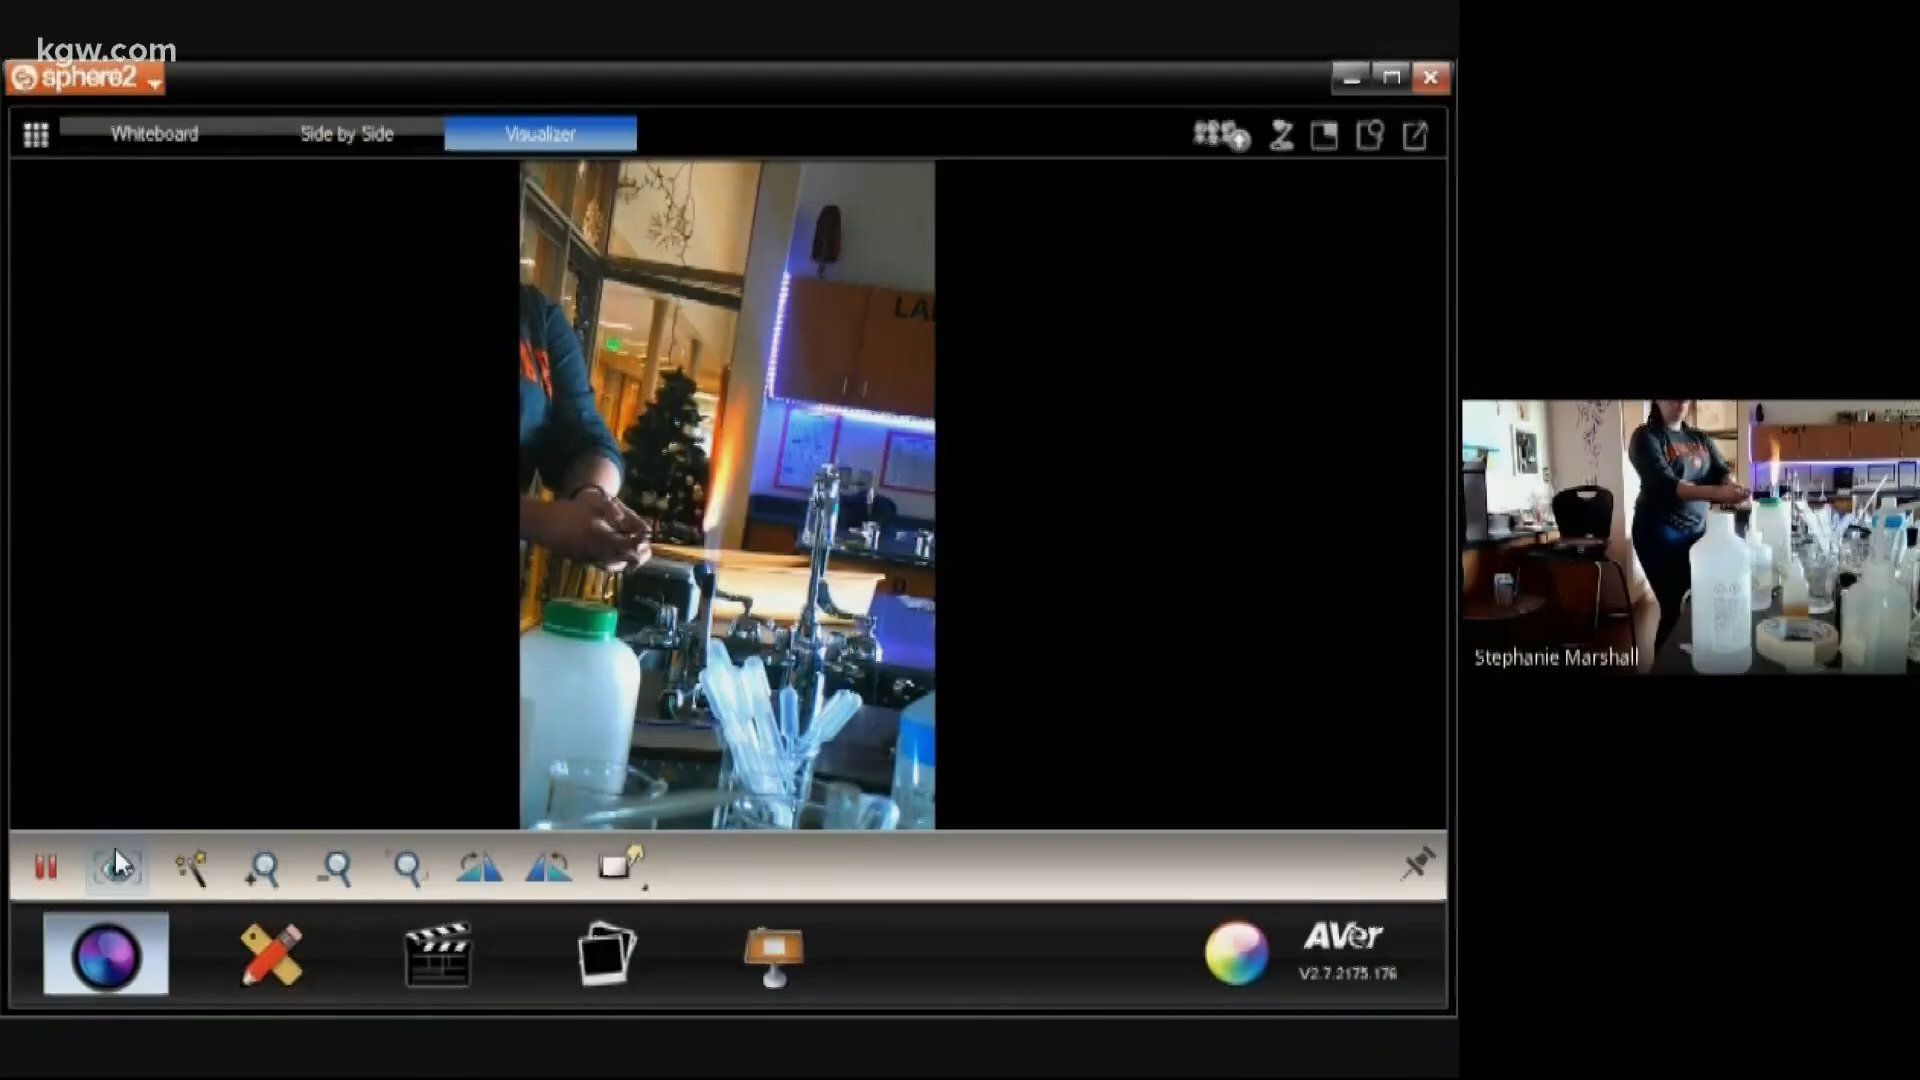 kgw.com
sphere2
Whiteboard
Side by Side
Visualizer
Stephanie Marshall
AVer
V2.7.2175.176